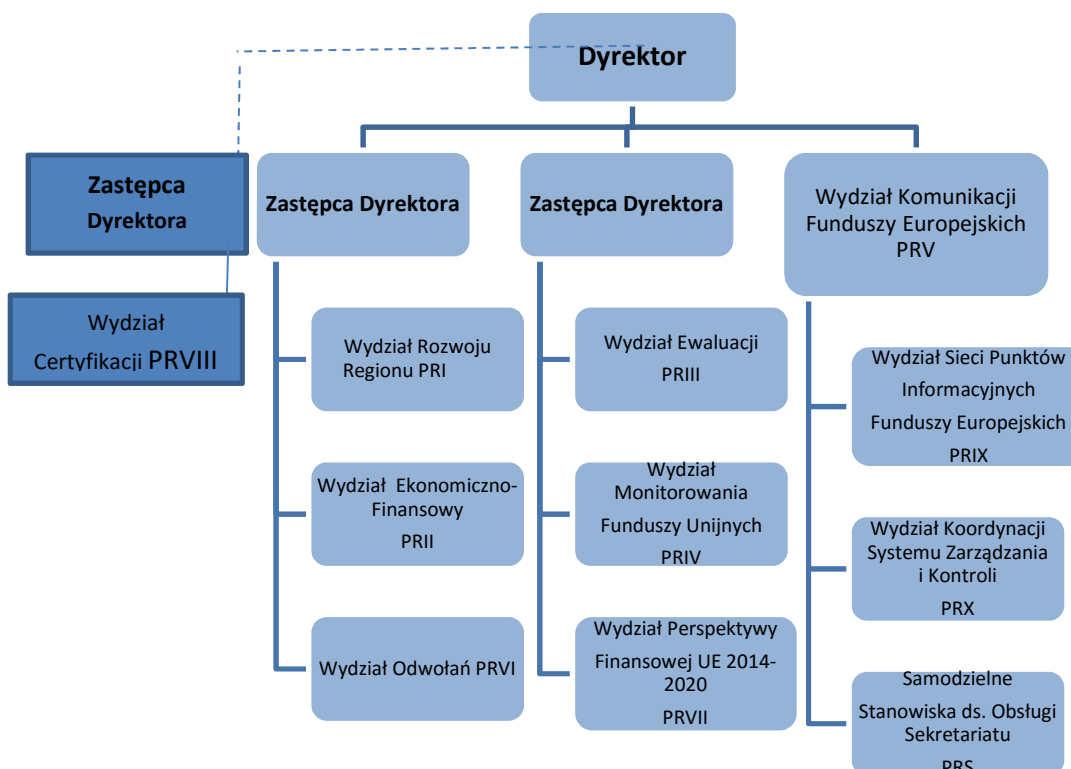 Dyrektor
Zastępca
Dyrektora
Wydział
Certyfikacji PRVIII
Zastępca Dyrektora
Wydział Rozwoju
Regionu PRI
Wydział Ekonomiczno-
Finansowy
PRII
Wydział Odwołań PRVI
Zastępca Dyrektora
Wydział Ewaluacji
PRIII
Wydział
Monitorowania
Funduszy Unijnych
PRIV
Wydział Perspektywy
Finansowej UE 2014-
2020
PRVII
Wydział Komunikacji
Funduszy Europejskich
PRV
Wydział Sieci Punktów
Informacyjnych
Funduszy Europejskich
PRIX
Wydział Koordynacji
Systemu Zarządzania
i Kontroli
PRX
Samodzielne
Stanowiska ds. Obsługi
Sekretariatu
PRS